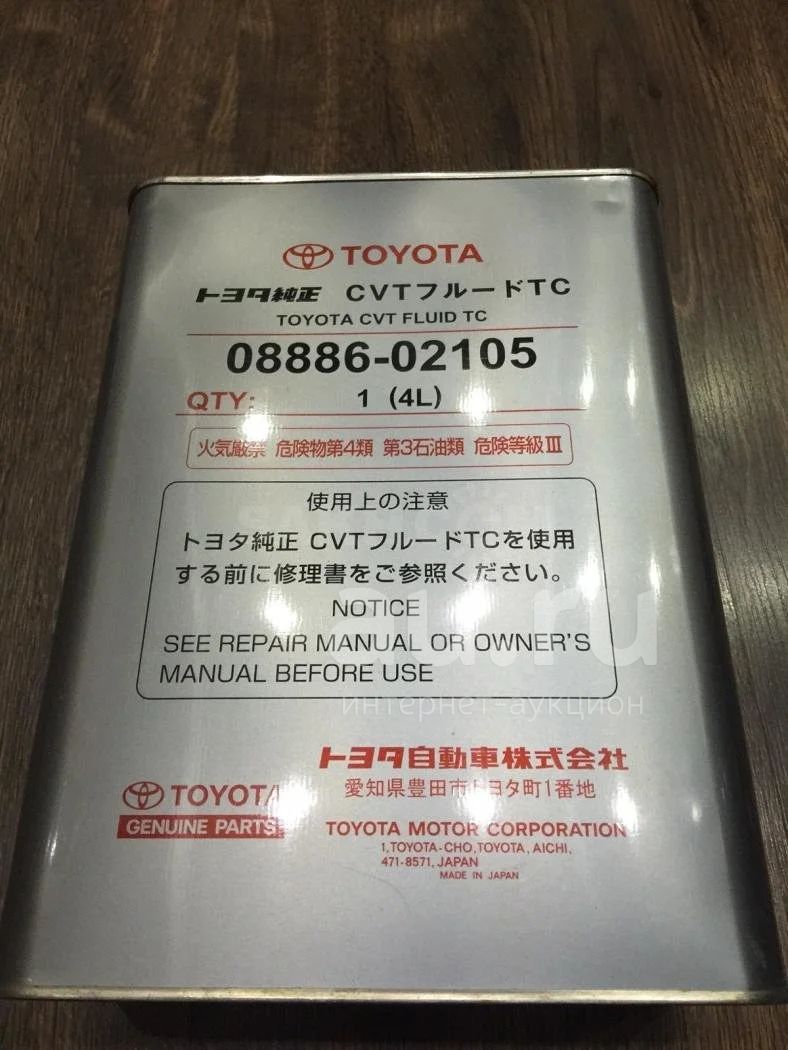 TOYOTA
トヨタ純正 CVTフルードTC
TOYOTA CVT FLUID TC
08886-02105
QTY: 1 (4L)
火気厳禁 危険物第4類 第3石油類 危険等級III
使用上の注意
トヨタ純正 CVTフルードTCを使用
する前に修理書をご参照ください。
NOTICE
SEE REPAIR MANUAL OR OWNER'S
MANUAL BEFORE USE
au.ru
интернет-аукцион
トヨタ自動車株式会社
愛知県豊田市トヨタ町1番地
TOYOTA
GENUINE PARTS
TOYOTA MOTOR CORPORATION
1,TOYOTA-CHO,TOYOTA, AICHI,
471-8571, JAPAN
MADE IN JAPAN